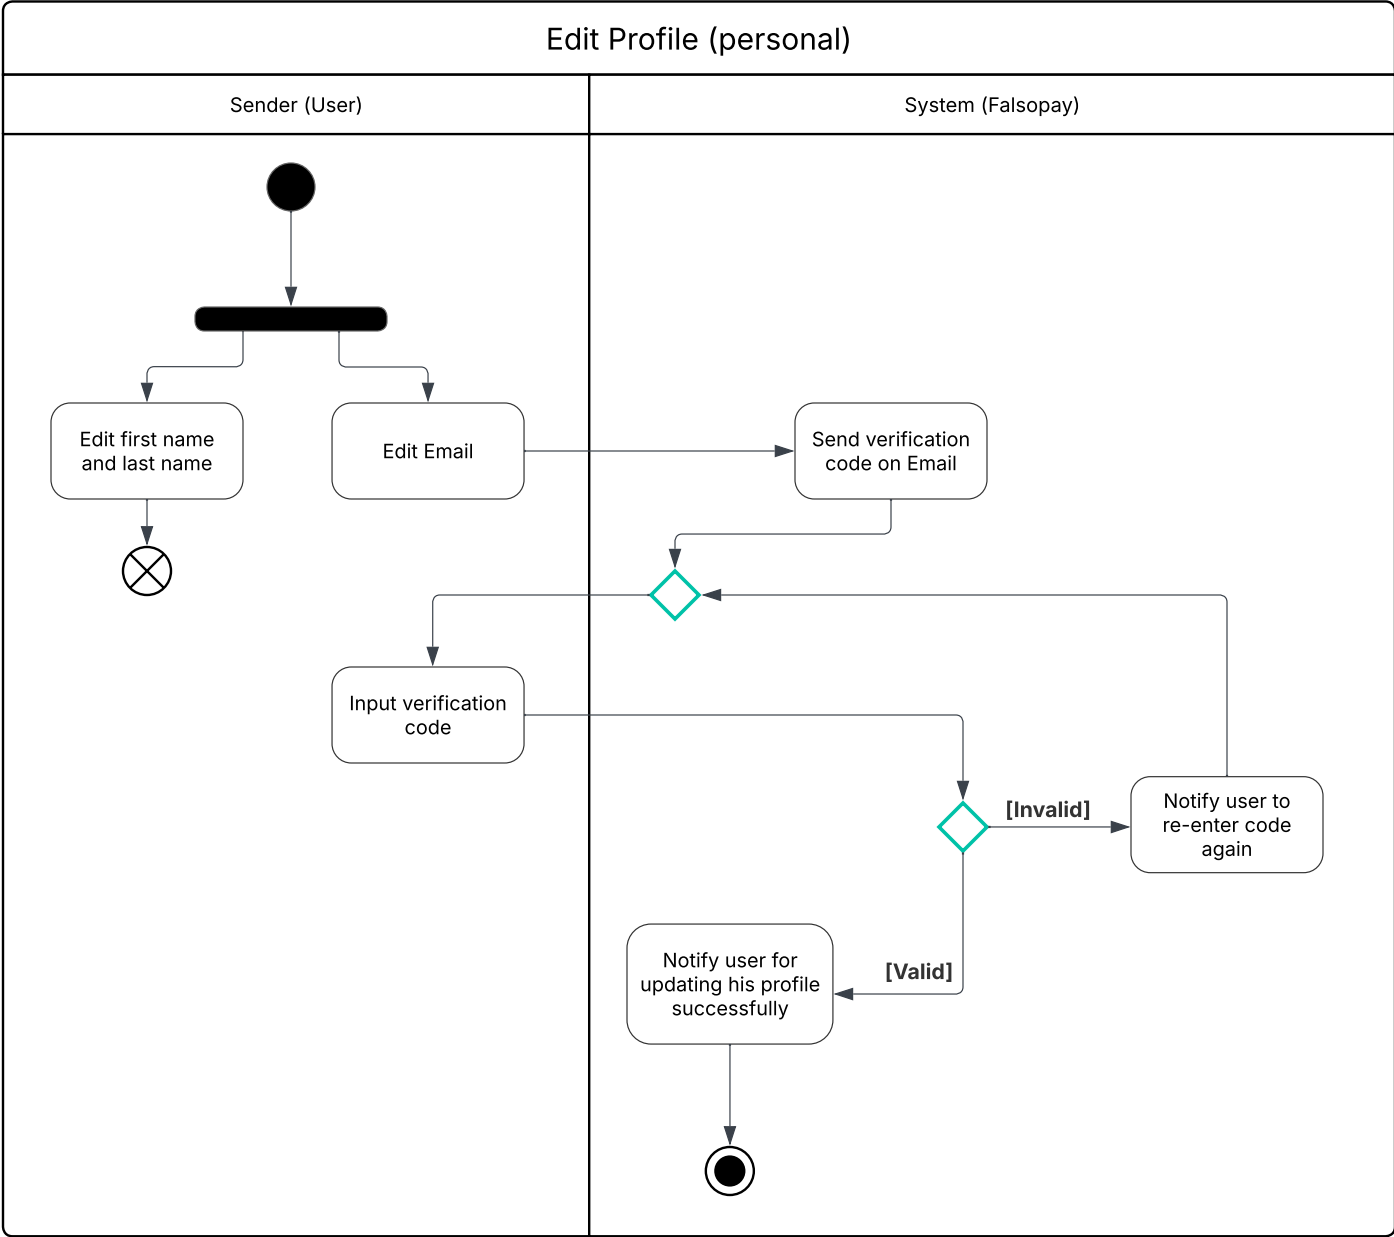 Edit Profile (personal)
Sender (User)
System (Falsopay)
Edit first name
and last name
Edit Email
Send verification
code on Email
Input verification
code
[Invalid]
Notify user to
re-enter code
again
Notify user for
updating his profile
successfully
[Valid]